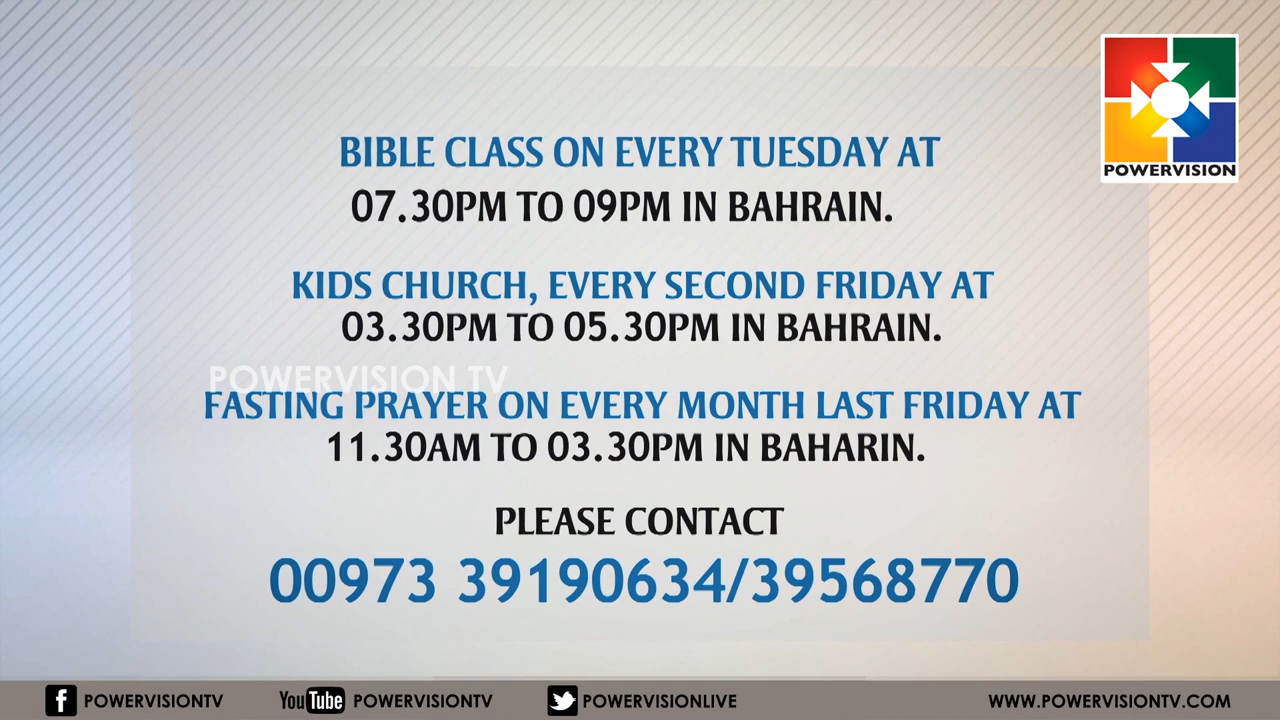 POWERVISION
BIBLE CLASS ON EVERY TUESDAY AT
07.30PM TO 09PM IN BAHRAIN.
KIDS CHURCH, EVERY SECOND FRIDAY AT
03.30PM TO 05.30PM IN BAHRAIN.
POWERVISION TV
FASTING PRAYER ON EVERY MONTH LAST FRIDAY AT
11.30AM TO 03.30PM IN BAHARIN.
PLEASE CONTACT
00973 39190634/39568770
f POWERVISIONTV YouTube POWERVISIONTV POWERVISIONLIVE WWW.POWERVISIONTV.COM